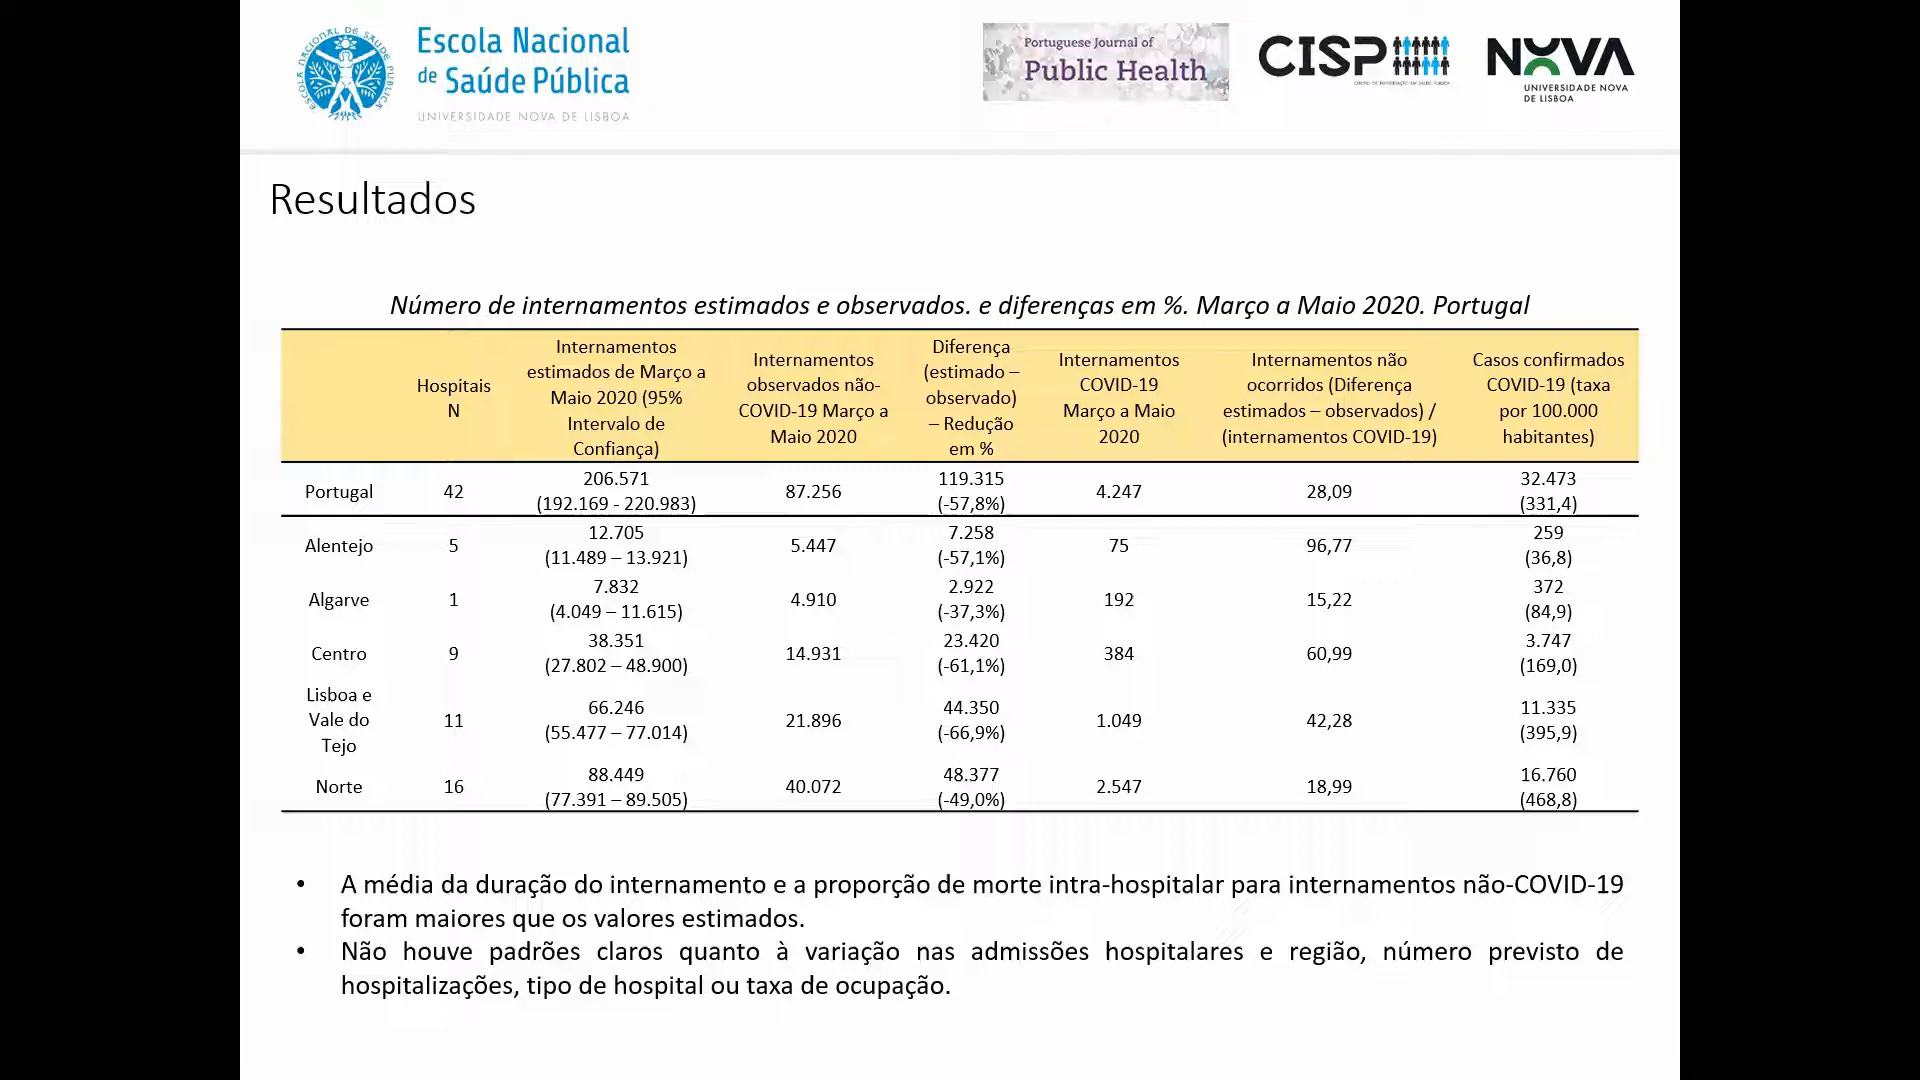 Escola Nacional
de Saúde Pública
UNIVERSIDADE NOVA DE LISBOA
Portuguese Journal of
Public Health
CISP
NOVA
UNIVERSIDADE NOVA
DE LISBOA
Resultados
Número de internamentos estimados e observados. e diferenças em %. Março a Maio 2020. Portugal
Hospitais
N
Internamentos
estimados de Março a
Maio 2020 (95%
Intervalo de
Confiança)
Internamentos
observados não-
COVID-19 Março a
Maio 2020
Diferença
(estimado –
observado)
– Redução
em %
Internamentos
COVID-19
Março a Maio
2020
Internamentos não
ocorridos (Diferença
estimados – observados) /
(internamentos COVID-19)
Casos confirmados
COVID-19 (taxa
por 100.000
habitantes)
Portugal 42 206.571 (192.169 - 220.983) 87.256 119.315 (-57,8%) 4.247 28,09 32.473 (331,4)
Alentejo 5 12.705 (11.489 – 13.921) 5.447 7.258 (-57,1%) 75 96,77 259 (36,8)
Algarve 1 7.832 (4.049 – 11.615) 4.910 2.922 (-37,3%) 192 15,22 372 (84,9)
Centro 9 38.351 (27.802 – 48.900) 14.931 23.420 (-61,1%) 384 60,99 3.747 (169,0)
Lisboa e Vale do Tejo 11 66.246 (55.477 – 77.014) 21.896 44.350 (-66,9%) 1.049 42,28 11.335 (395,9)
Norte 16 88.449 (77.391 – 89.505) 40.072 48.377 (-49,0%) 2.547 18,99 16.760 (468,8)
• A média da duração do internamento e a proporção de morte intra-hospitalar para internamentos não-COVID-19
foram maiores que os valores estimados.
• Não houve padrões claros quanto à variação nas admissões hospitalares e região, número previsto de
hospitalizações, tipo de hospital ou taxa de ocupação.